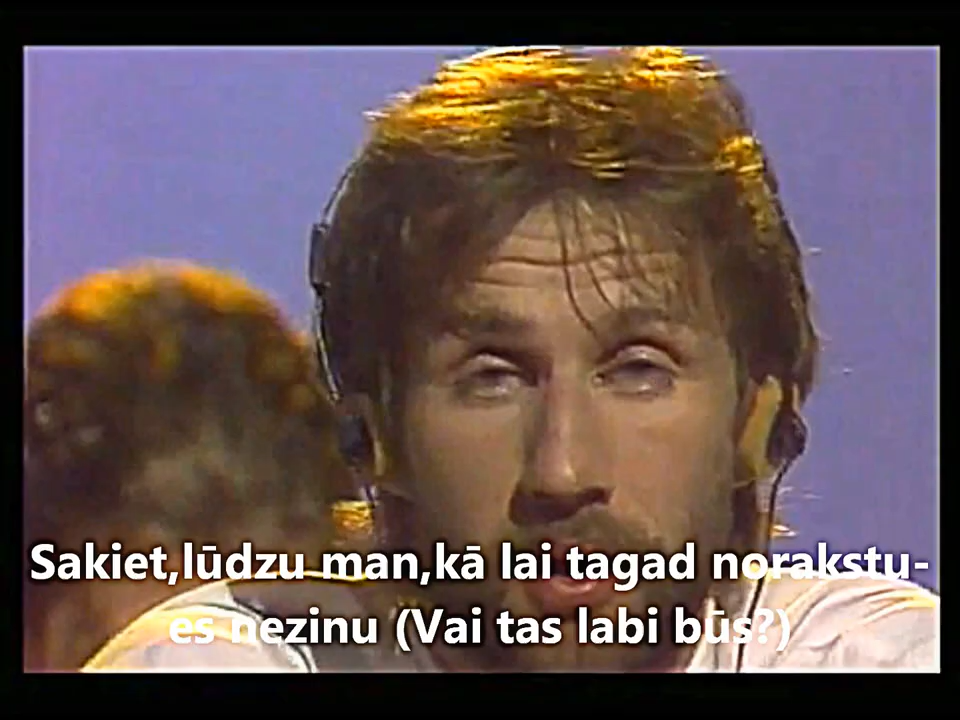 Sakiet,lūdzu man,kā lai tagad norakstu-
es nezinu (Vai tas labi būs?)